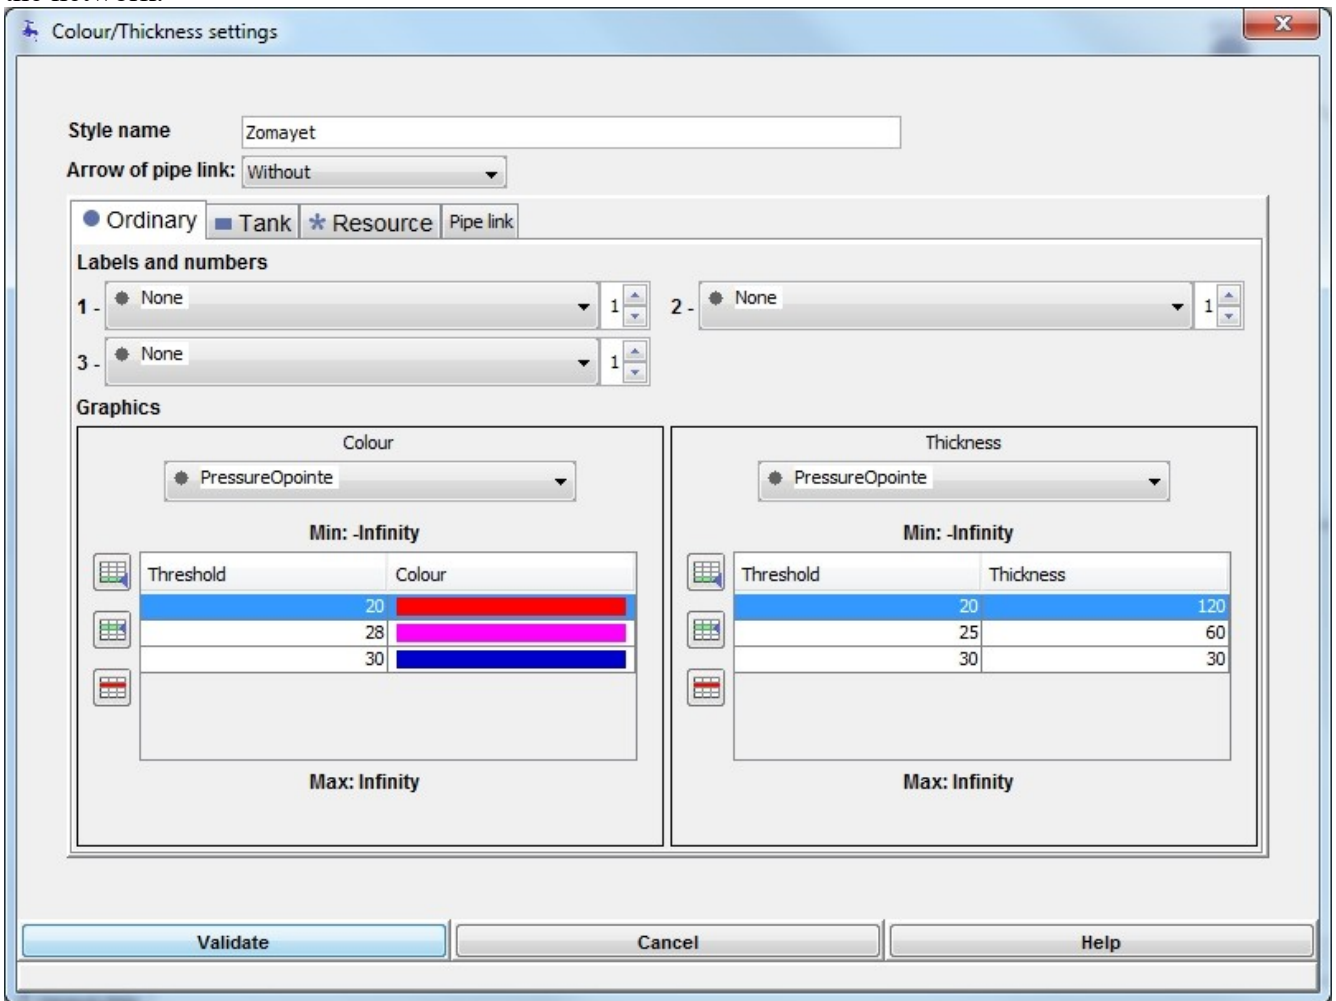 Colour/Thickness settings
Style name Zomayet
Arrow of pipe link: Without
Ordinary Tank Resource Pipe link
Labels and numbers
1 - None 1 2 - None 1
3 - None 1
Graphics
Colour Thickness
PressureOpointe PressureOpointe
Min: -Infinity Min: -Infinity
Threshold Colour Threshold Thickness
20 20 120
28 25 60
30 30 30
Max: Infinity Max: Infinity
Validate Cancel Help